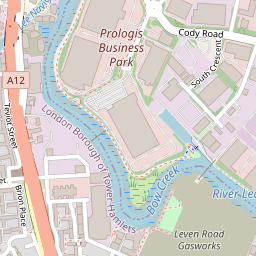 Prologis
Business
Park
Cody Road
South Crescent
A12
Teviot Street
London Borough of Tower Hamlets
Brion Place
Bow Creek
River Lea
Leven Road
Gasworks